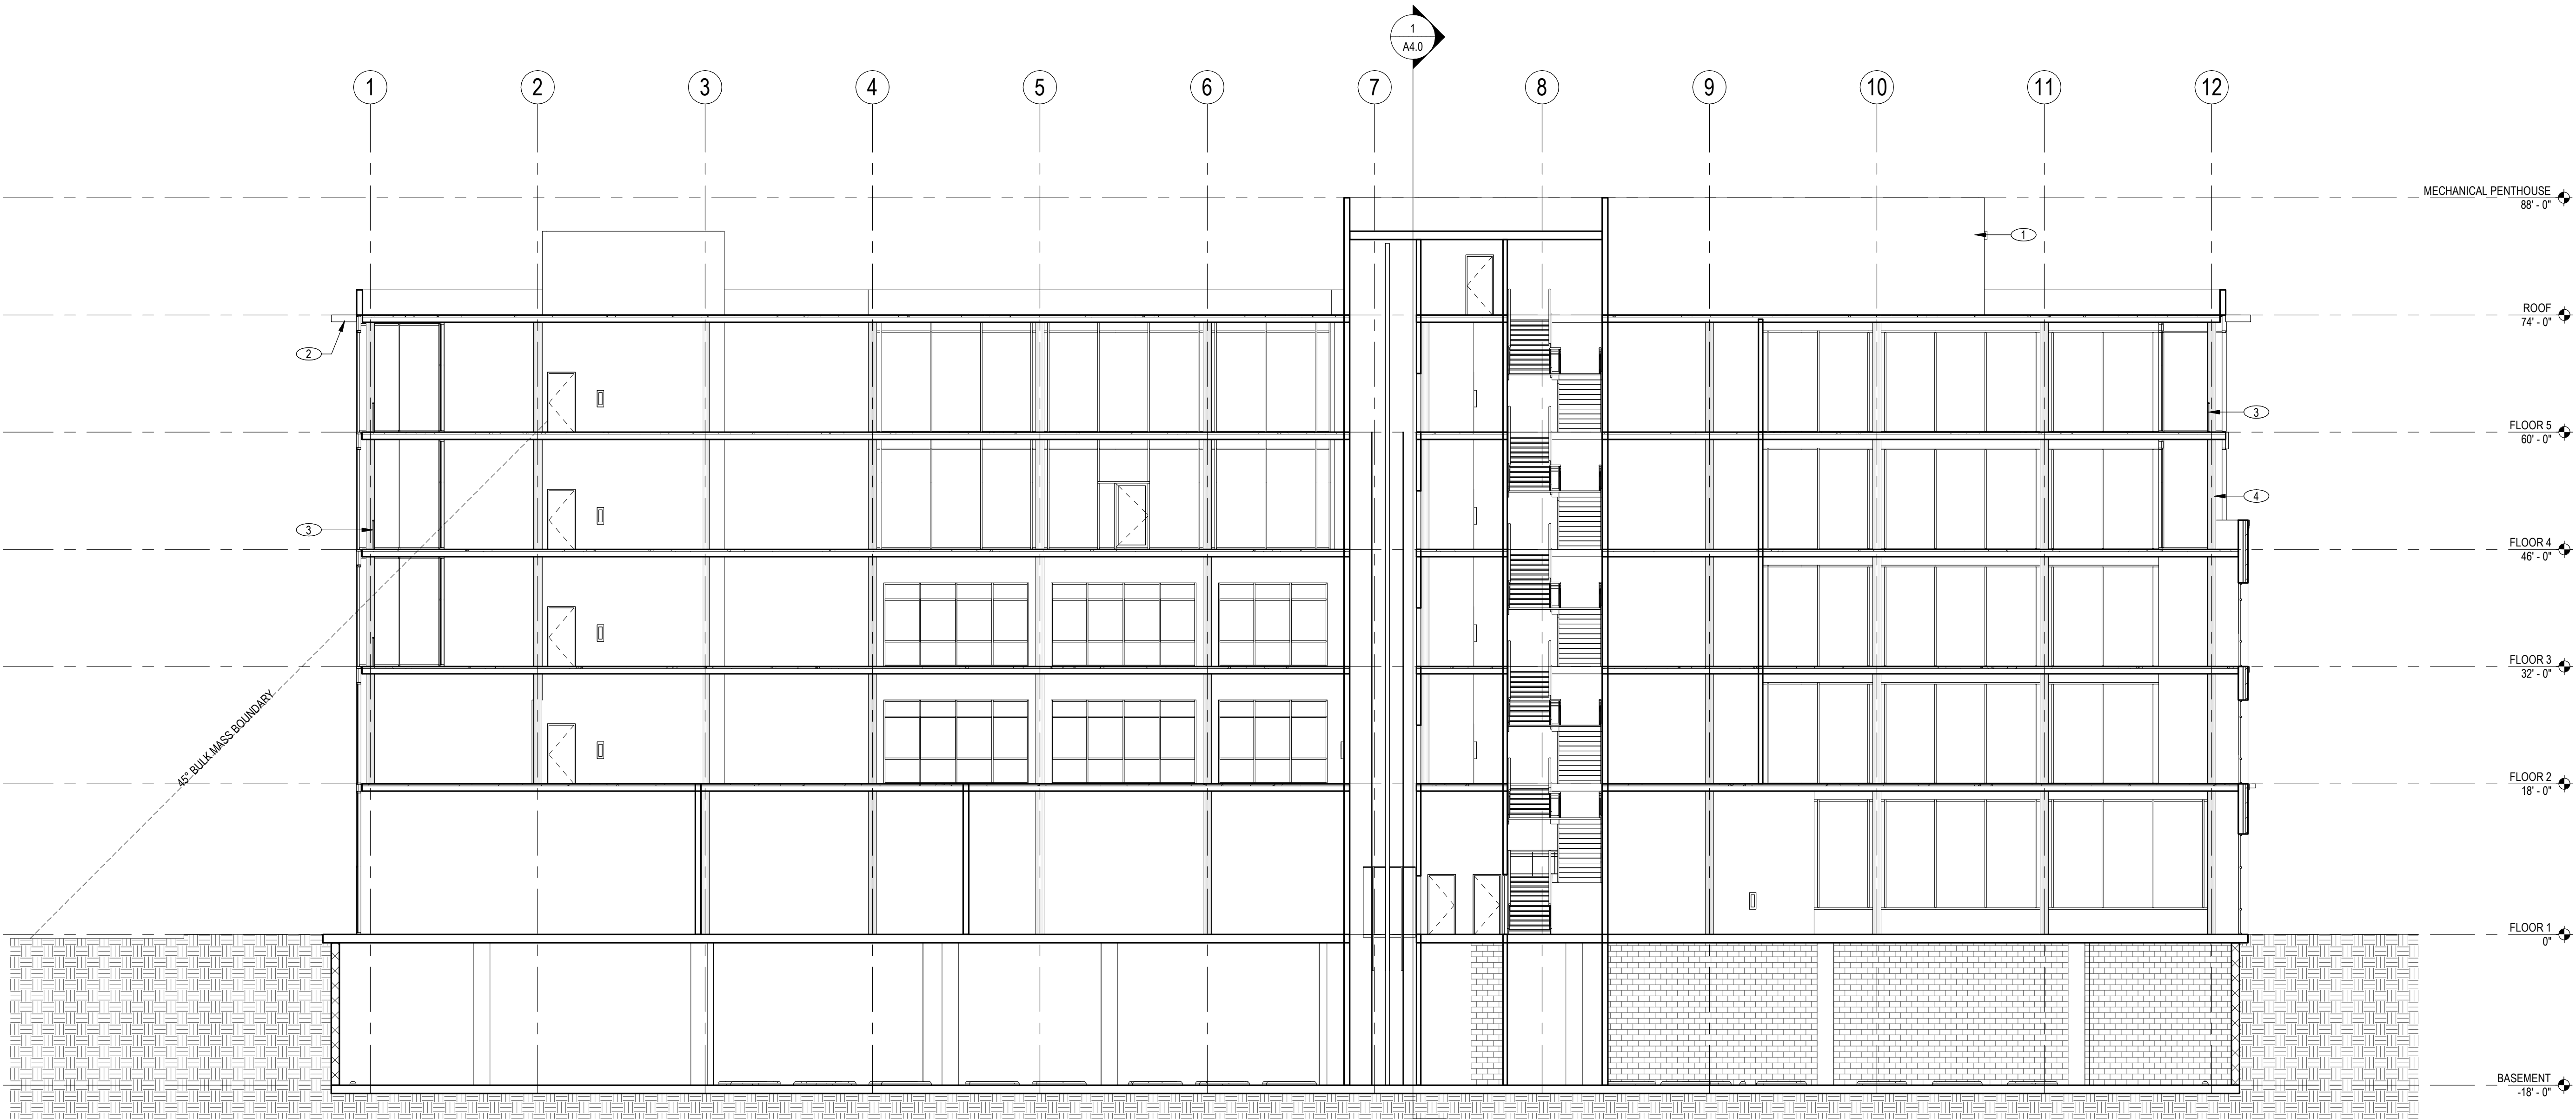 1
A4.0
1
2
3
4
5
6
7
8
9
10
11
12
MECHANICAL PENTHOUSE
88' - 0"
1
ROOF
74' - 0"
2
3
FLOOR 5
60' - 0"
4
3
FLOOR 4
46' - 0"
FLOOR 3
32' - 0"
45° BULK MASS BOUNDARY
FLOOR 2
18' - 0"
FLOOR 1
0"
BASEMENT
-18' - 0"